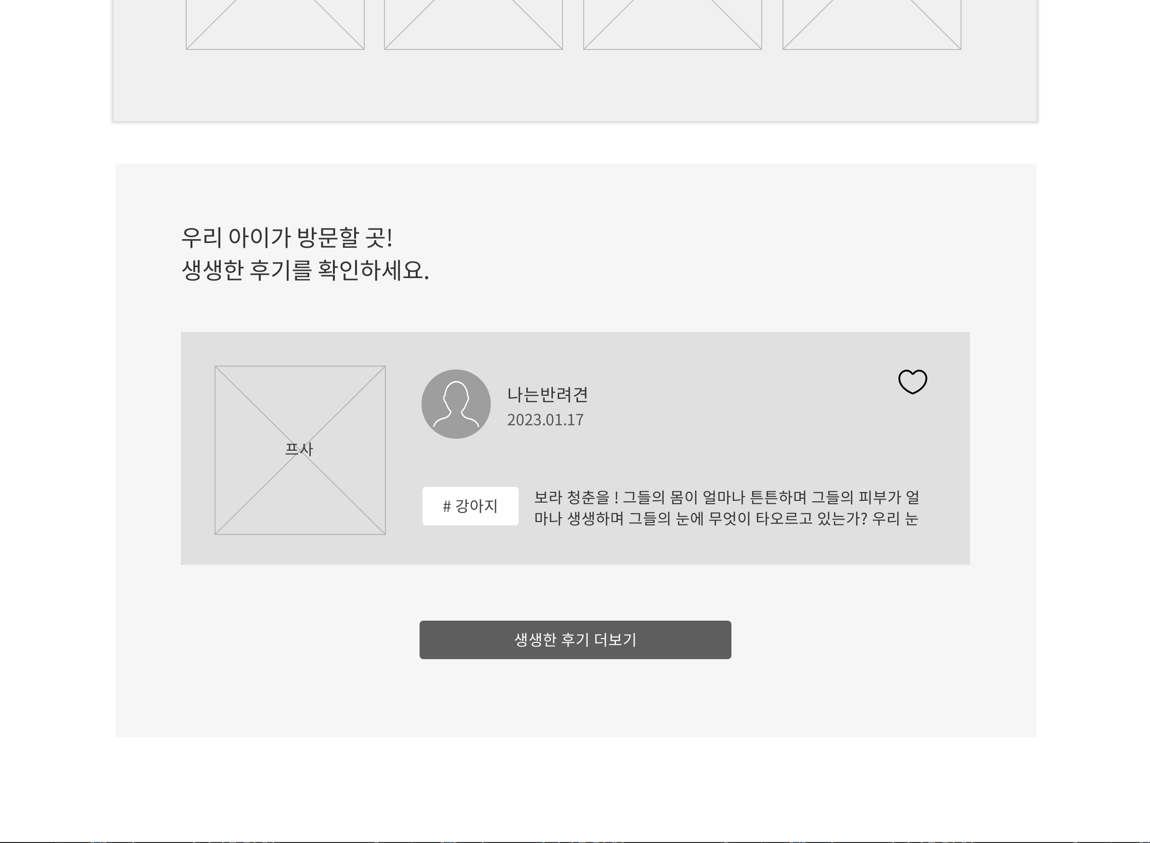 우리 아이가 방문할 곳!
생생한 후기를 확인하세요.
프사
나는반려견
2023.01.17
# 강아지
보라 청춘을 ! 그들의 몸이 얼마나 튼튼하며 그들의 피부가 얼
마나 생생하며 그들의 눈에 무엇이 타오르고 있는가? 우리 눈
생생한 후기 더보기